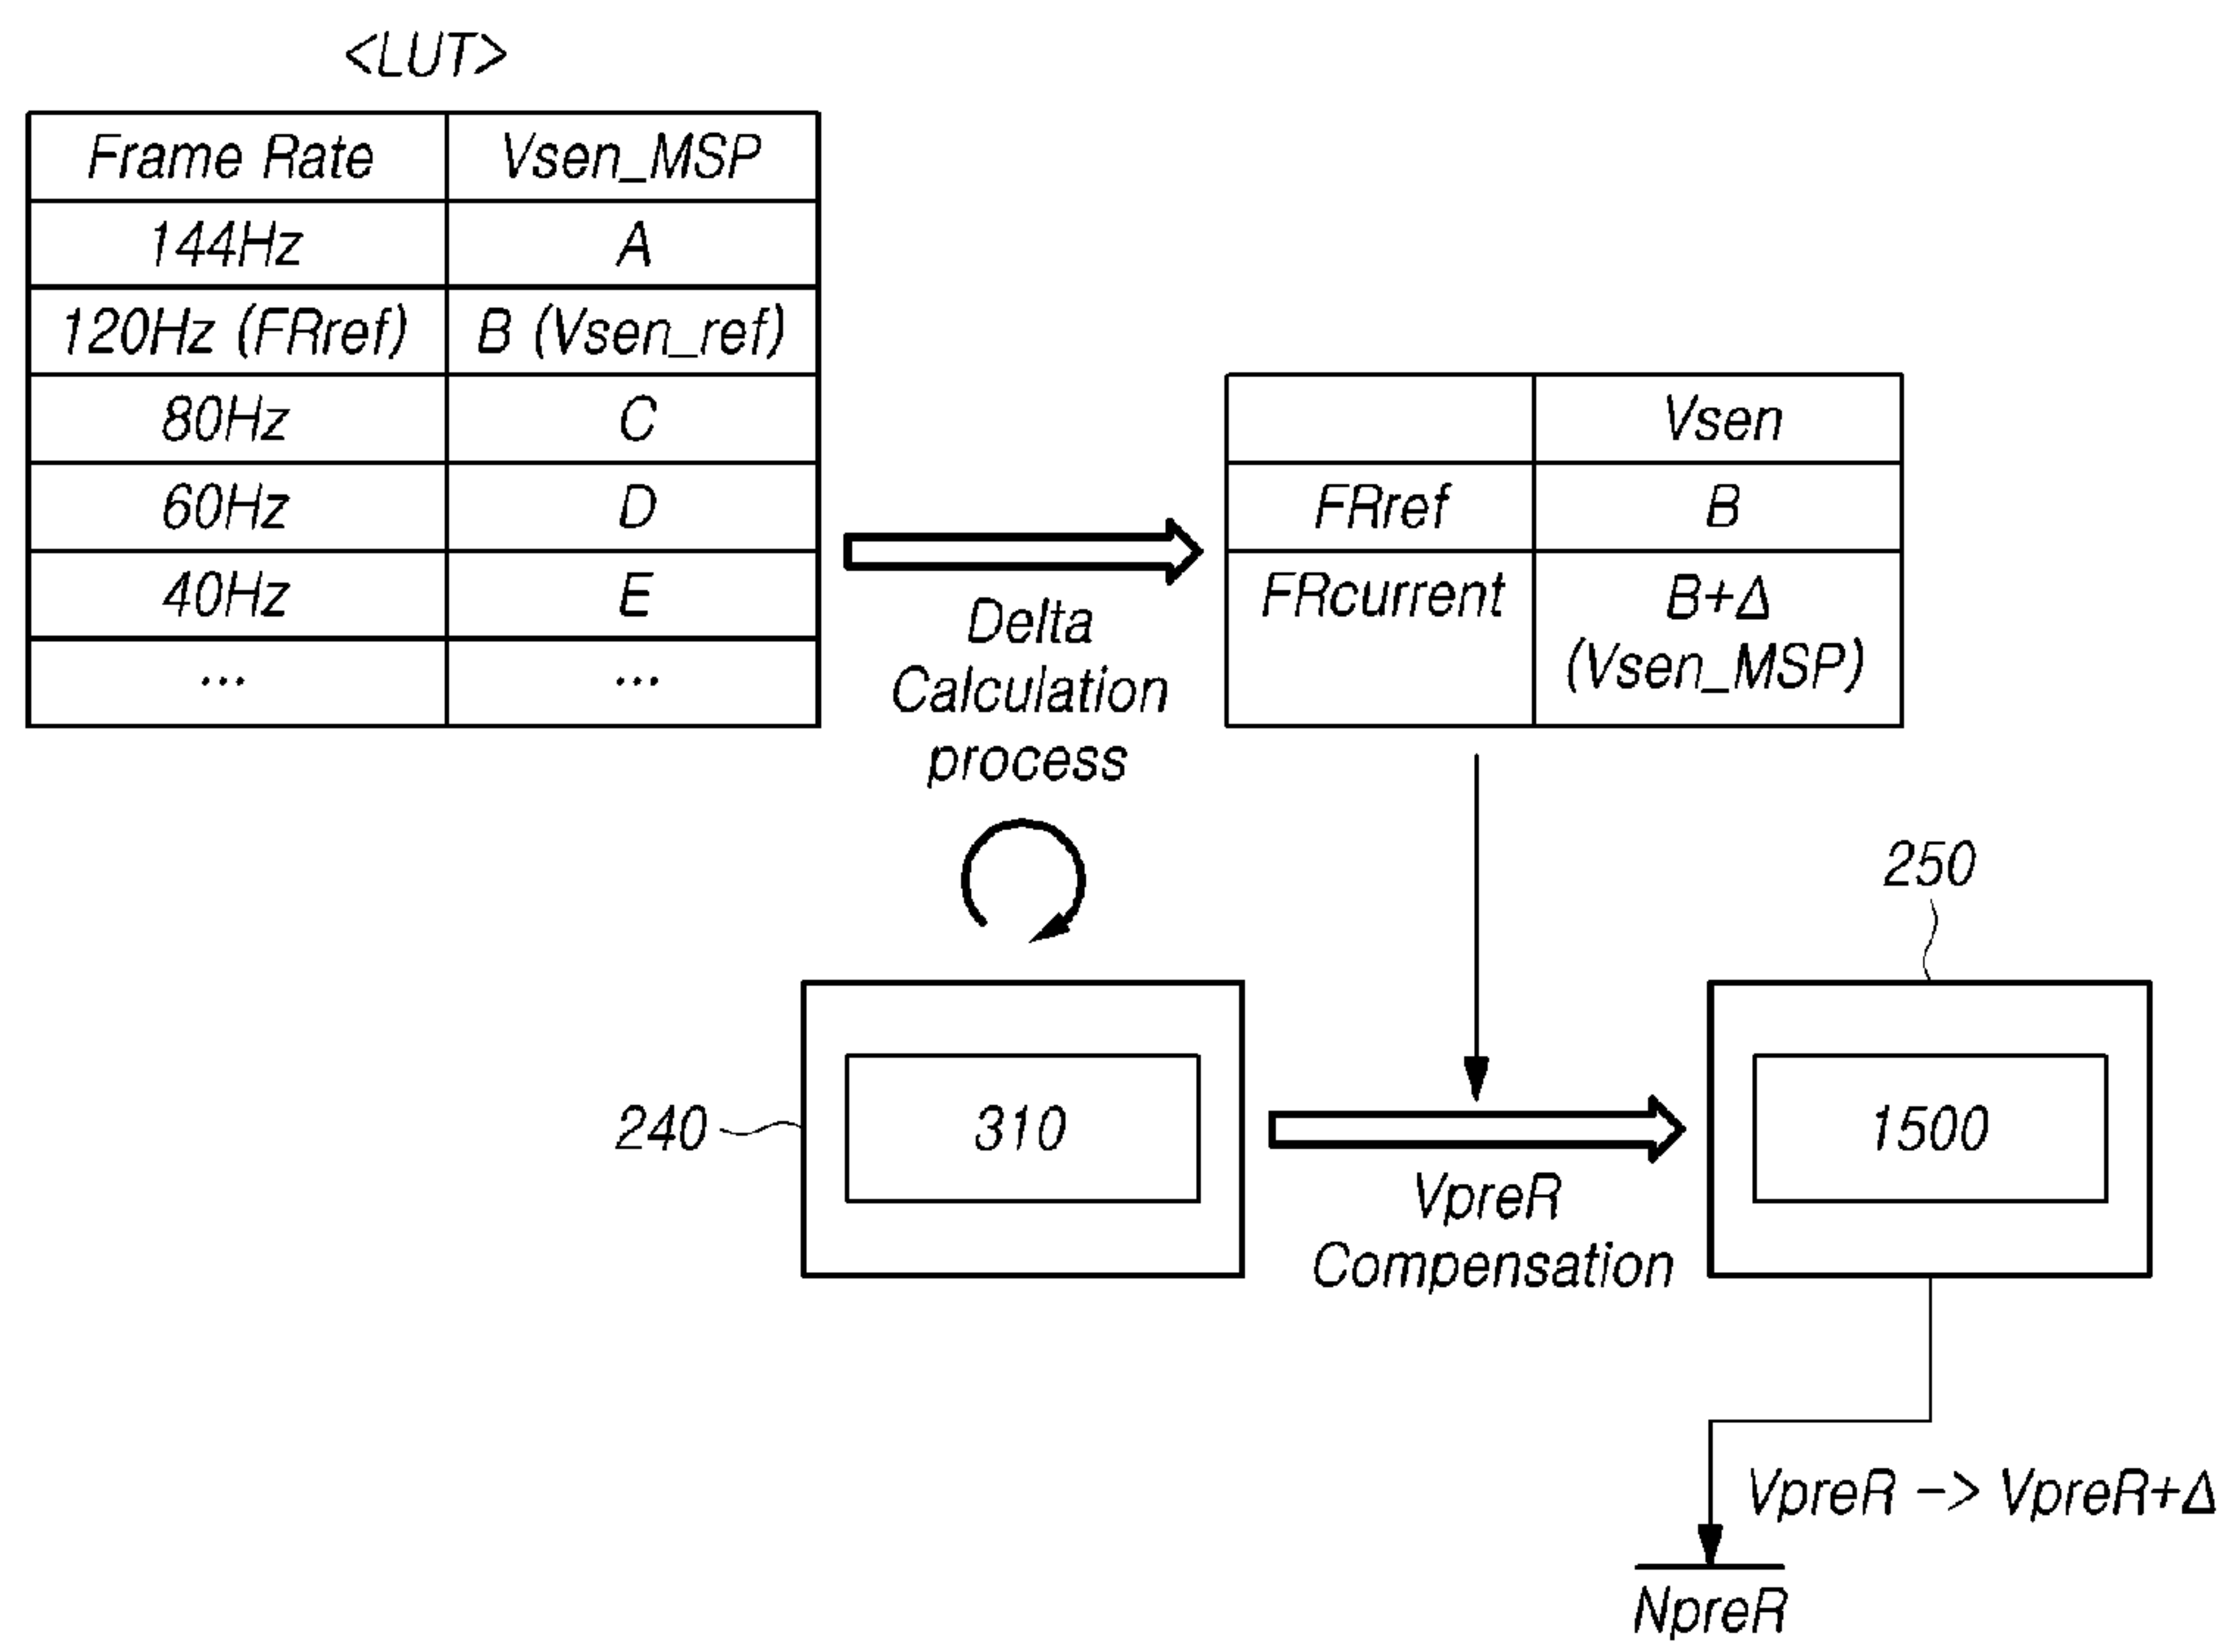 <LUT>
Frame Rate Vsen_MSP
144Hz A
120Hz (FRref) B (Vsen_ref)
80Hz C
60Hz D
40Hz E
... ...
Vsen
FRref B
FRcurrent B+Δ
(Vsen_MSP)
Delta
Calculation
process
250
240
310
1500
VpreR
Compensation
VpreR -> VpreR+Δ
NpreR